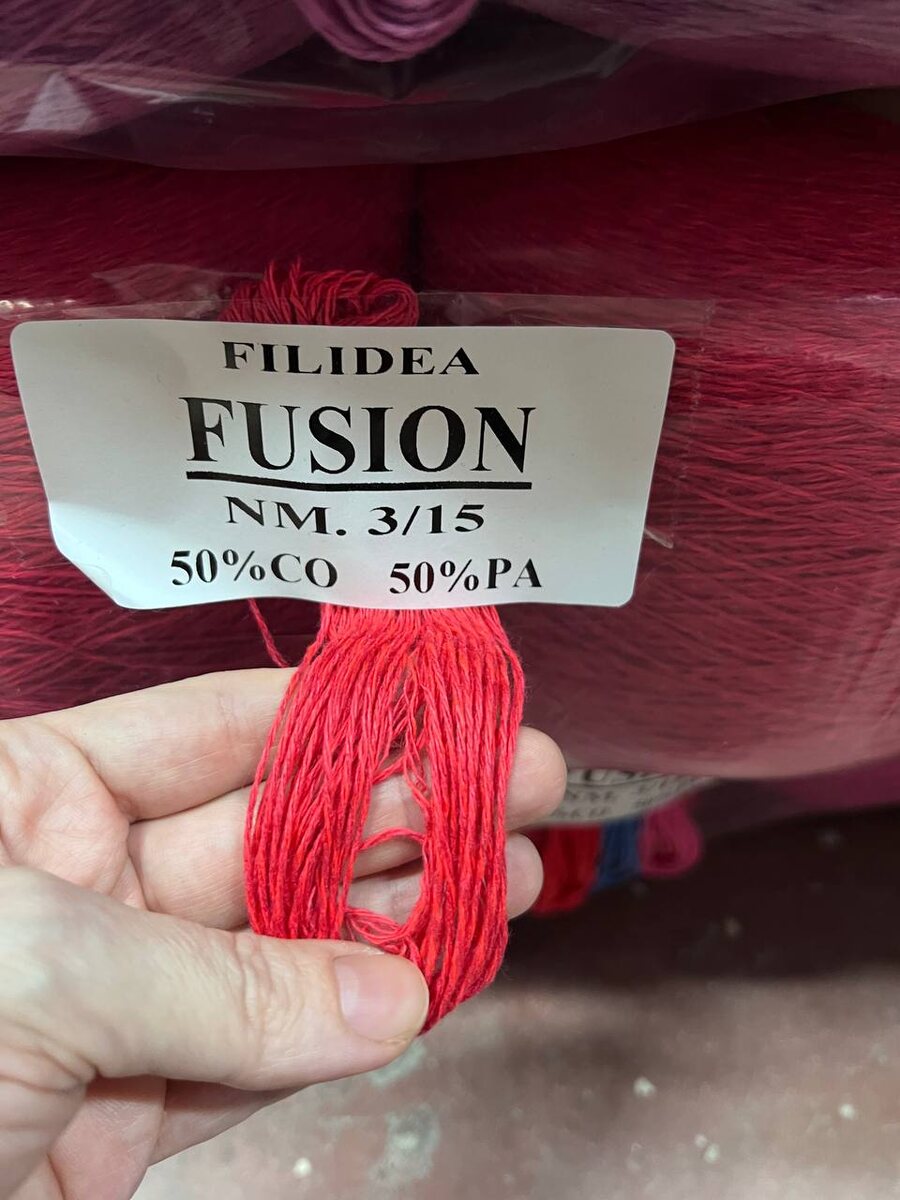 FILIDEA
FUSION
NM. 3/15
50%CO 50%PA